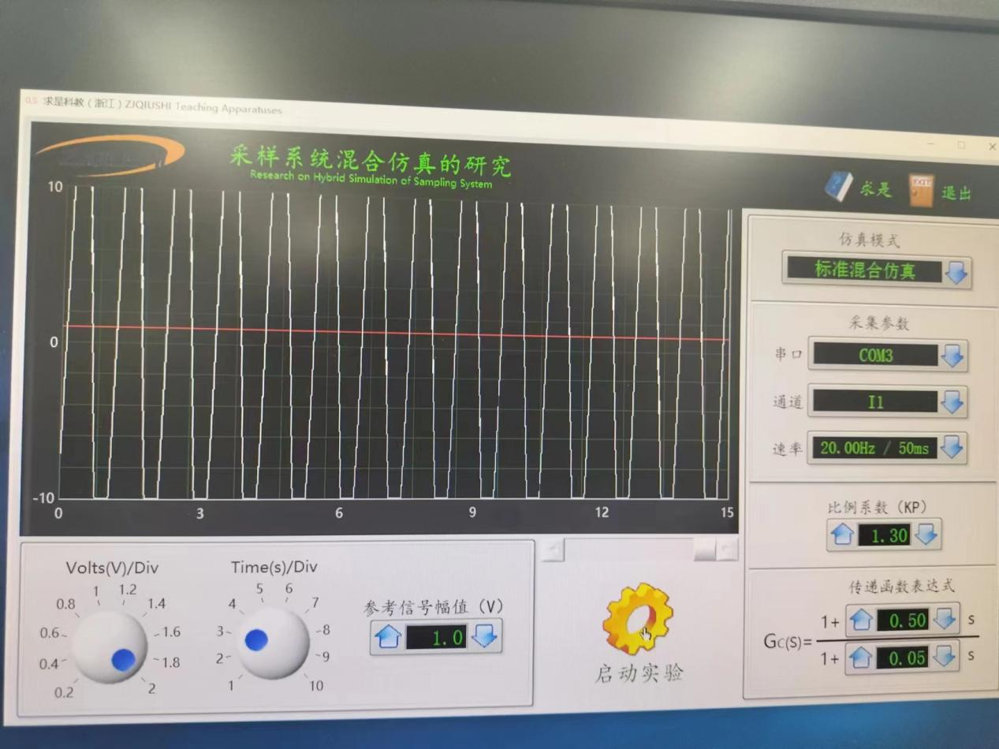 求是科教（浙江）ZJQIUSHI Teaching Apparatuses
采样系统混合仿真的研究
Research on Hybrid Simulation of Sampling System
求是
EXIT
退出
10
0
-10
0 3 6 9 12 15
仿真模式
标准混合仿真
采集参数
串口 COM3
通道 I1
速率 20.00Hz / 50ms
比例系数（KP）
1.30
传递函数表达式
Gc(S)=
1+ 0.50 s
1+ 0.05 s
Volts(V)/Div
0.2 0.4 0.6 0.8 1 1.2 1.4 1.6 1.8 2
Time(s)/Div
1 2 3 4 5 6 7 8 9 10
参考信号幅值（V）
1.0
启动实验